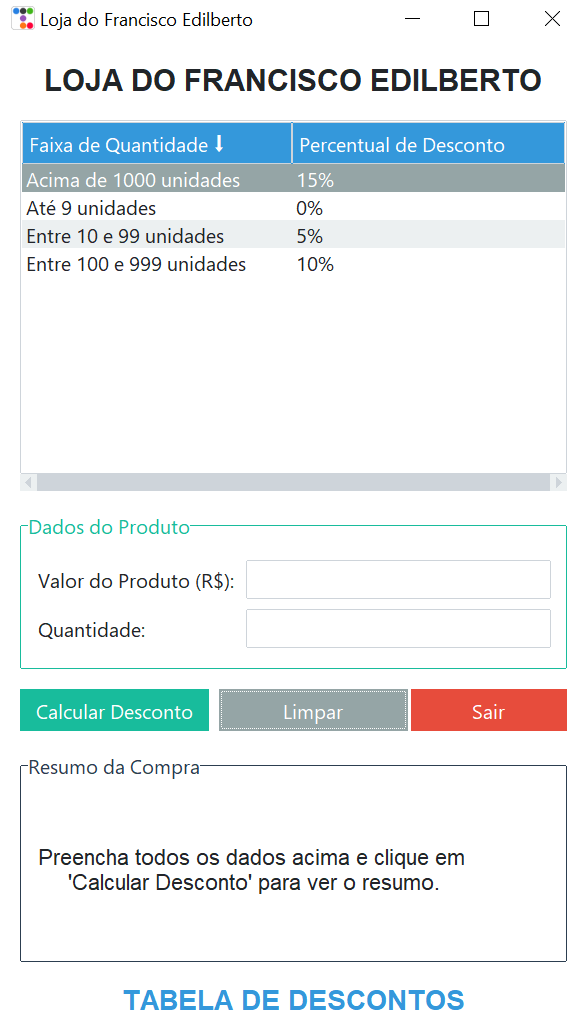 Loja do Francisco Edilberto
LOJA DO FRANCISCO EDILBERTO
Faixa de Quantidade ⬇ Percentual de Desconto
Acima de 1000 unidades 15%
Até 9 unidades 0%
Entre 10 e 99 unidades 5%
Entre 100 e 999 unidades 10%
Dados do Produto
Valor do Produto (R$):
Quantidade:
Calcular Desconto Limpar Sair
Resumo da Compra
Preencha todos os dados acima e clique em
'Calcular Desconto' para ver o resumo.
TABELA DE DESCONTOS